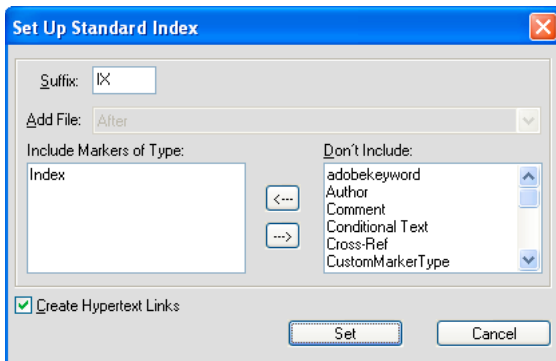 Set Up Standard Index
Suffix: IX
Add File: After
Include Markers of Type: Don't Include:
Index
adobekeyword
Author
Comment
Conditional Text
Cross-Ref
CustomMarkerType
<---
--->
Create Hypertext Links
Set Cancel